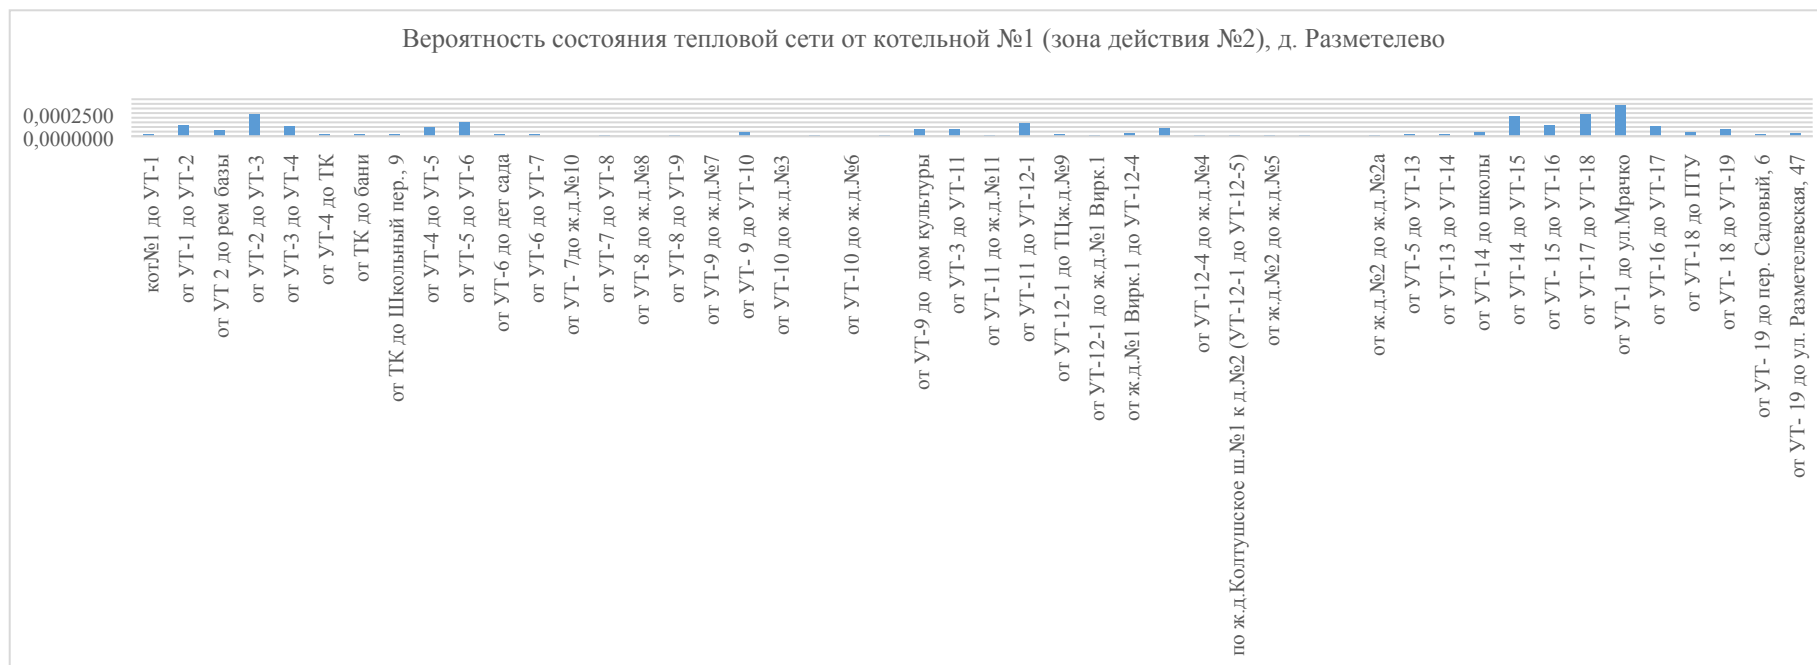 Вероятность состояния тепловой сети от котельной №1 (зона действия №2), д. Разметелево
0,0002500
0,0000000
кот№1 до УТ-1
от УТ-1 до УТ-2
от УТ 2 до рем базы
от УТ-2 до УТ-3
от УТ-3 до УТ-4
от УТ-4 до ТК
от ТК до бани
от ТК до Школьный пер., 9
от УТ-4 до УТ-5
от УТ-5 до УТ-6
от УТ-6 до дет сада
от УТ-6 до УТ-7
от УТ- 7до ж.д.№10
от УТ-7 до УТ-8
от УТ-8 до ж.д.№8
от УТ-8 до УТ-9
от УТ-9 до ж.д.№7
от УТ- 9 до УТ-10
от УТ-10 до ж.д.№3
от УТ-10 до ж.д.№6
от УТ-9 до  дом культуры
от УТ-3 до УТ-11
от УТ-11 до ж.д.№11
от УТ-11 до УТ-12-1
от УТ-12-1 до ТЦж.д.№9
от УТ-12-1 до ж.д.№1 Вирк.1
от ж.д.№1 Вирк.1 до УТ-12-4
от УТ-12-4 до ж.д.№4
по ж.д.Колтушское ш.№1 к д.№2 (УТ-12-1 до УТ-12-5)
от ж.д.№2 до ж.д.№5
от ж.д.№2 до ж.д.№2а
от УТ-5 до УТ-13
от УТ-13 до УТ-14
от УТ-14 до школы
от УТ-14 до УТ-15
от УТ- 15 до УТ-16
от УТ-17 до УТ-18
от УТ-1 до ул.Мрачко
от УТ-16 до УТ-17
от УТ-18 до ПТУ
от УТ- 18 до УТ-19
от УТ- 19 до пер. Садовый, 6
от УТ- 19 до ул. Разметелевская, 47